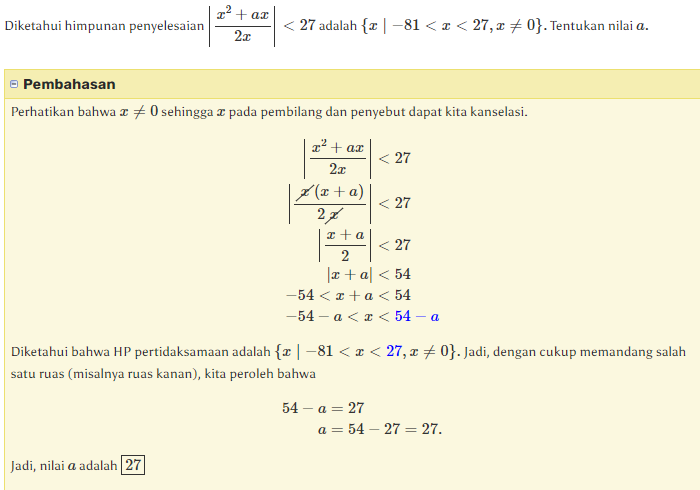 Diketahui himpunan penyelesaian $\left|\dfrac{x^2 + ax}{2x}\right| < 27$ adalah $\{x \mid -81 < x < 27, x \neq 0\}$. Tentukan nilai $a$.
Pembahasan
Perhatikan bahwa $x \neq 0$ sehingga $x$ pada pembilang dan penyebut dapat kita kanselasi.
$\left|\dfrac{x^2 + ax}{2x}\right| < 27$
$\left|\dfrac{\cancel{x}(x + a)}{2\cancel{x}}\right| < 27$
$\left|\dfrac{x + a}{2}\right| < 27$
$|x + a| < 54$
$-54 < x + a < 54$
$-54 - a < x < 54 - a$
Diketahui bahwa HP pertidaksamaan adalah $\{x \mid -81 < x < 27, x \neq 0\}$. Jadi, dengan cukup memandang salah
satu ruas (misalnya ruas kanan), kita peroleh bahwa
$54 - a = 27$
$a = 54 - 27 = 27.$
Jadi, nilai $a$ adalah $\boxed{27}$